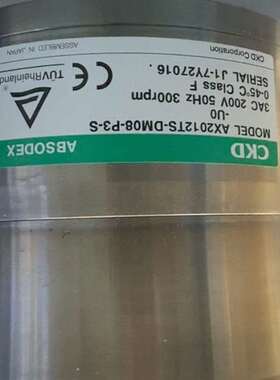 CKD ABSODEX
MODEL AX2012TS-DM08-P3-S
-U0
3AC 200V 50Hz 300rpm
0-45°C Class F
SERIAL J1-7Y27016 .
CKD Corporation
ASSEMBLED IN JAPAN
TÜVRheinland